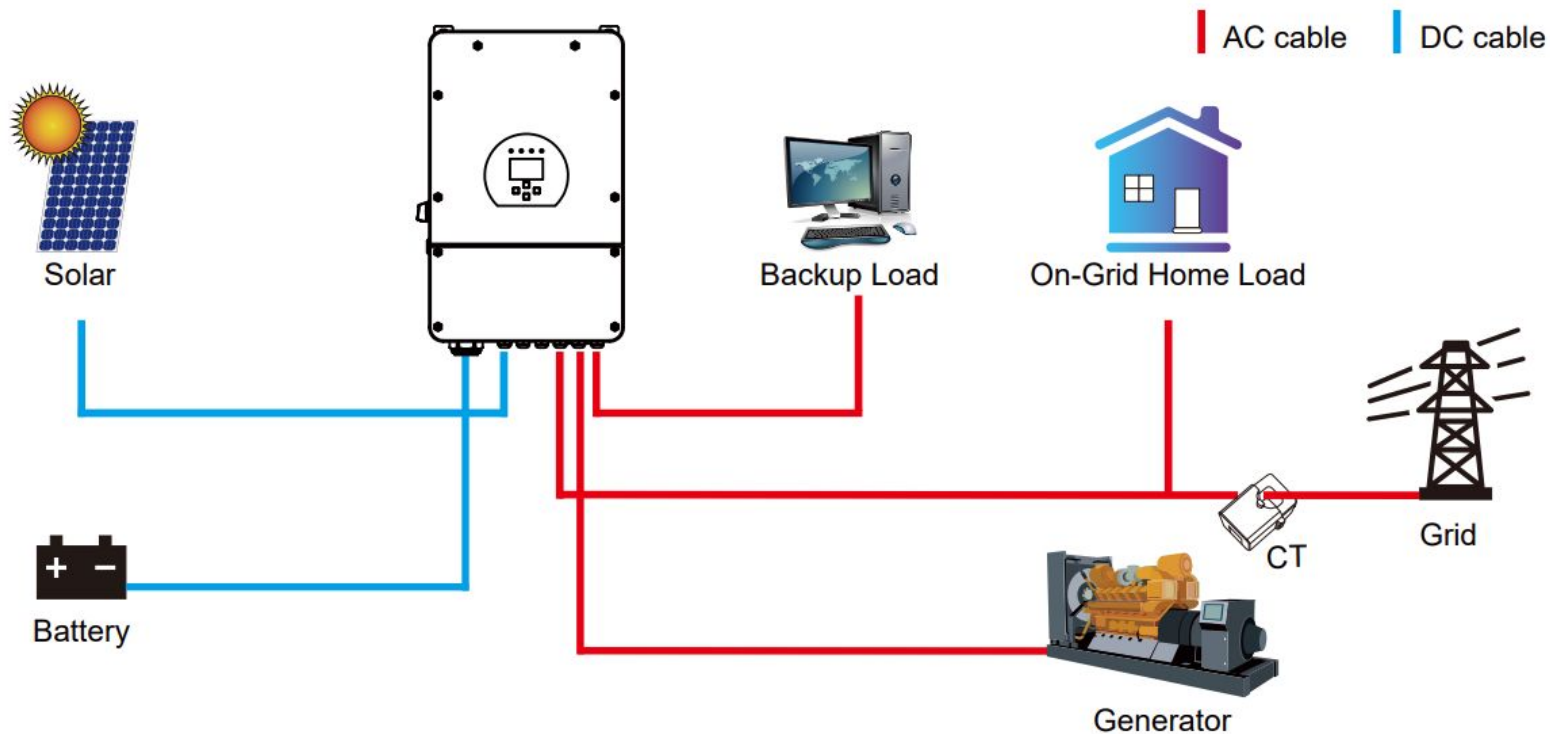 AC cable
DC cable
Solar
Backup Load
On-Grid Home Load
CT
Grid
Battery
Generator